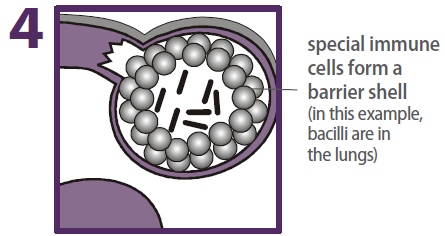 4
special immune
cells form a
barrier shell
(in this example,
bacilli are in
the lungs)